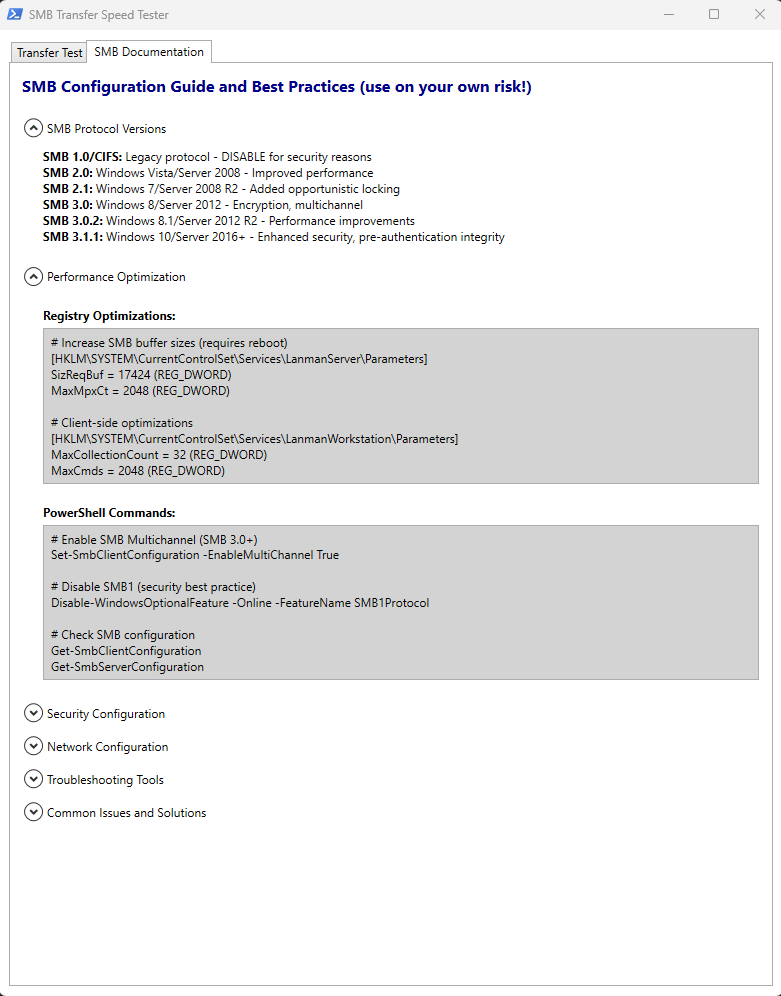 SMB Transfer Speed Tester
Transfer Test
SMB Documentation
SMB Configuration Guide and Best Practices (use on your own risk!)
SMB Protocol Versions
SMB 1.0/CIFS: Legacy protocol - DISABLE for security reasons
SMB 2.0: Windows Vista/Server 2008 - Improved performance
SMB 2.1: Windows 7/Server 2008 R2 - Added opportunistic locking
SMB 3.0: Windows 8/Server 2012 - Encryption, multichannel
SMB 3.0.2: Windows 8.1/Server 2012 R2 - Performance improvements
SMB 3.1.1: Windows 10/Server 2016+ - Enhanced security, pre-authentication integrity
Performance Optimization
Registry Optimizations:
# Increase SMB buffer sizes (requires reboot)
[HKLM\SYSTEM\CurrentControlSet\Services\LanmanServer\Parameters]
SizReqBuf = 17424 (REG_DWORD)
MaxMpxCt = 2048 (REG_DWORD)
# Client-side optimizations
[HKLM\SYSTEM\CurrentControlSet\Services\LanmanWorkstation\Parameters]
MaxCollectionCount = 32 (REG_DWORD)
MaxCmds = 2048 (REG_DWORD)
PowerShell Commands:
# Enable SMB Multichannel (SMB 3.0+)
Set-SmbClientConfiguration -EnableMultiChannel True
# Disable SMB1 (security best practice)
Disable-WindowsOptionalFeature -Online -FeatureName SMB1Protocol
# Check SMB configuration
Get-SmbClientConfiguration
Get-SmbServerConfiguration
Security Configuration
Network Configuration
Troubleshooting Tools
Common Issues and Solutions